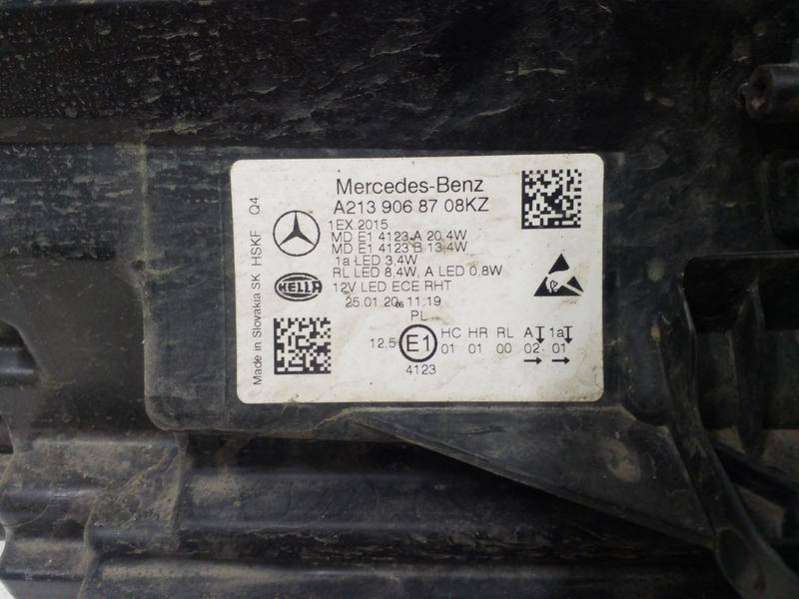 Mercedes-Benz
A213 906 87 08KZ
1EX.2015
MD E1 4123 A 20.4W
MD E1 4123 B 13.4W
1a LED 3,4W
RL LED 8,4W, A LED 0.8W
12V LED ECE RHT
25.01.20 11.19
PL
HELLA
12.5 E1 HC HR RL A 1a
01 01 00 02 01
4123
Made in Slovakia SK HSKF Q4